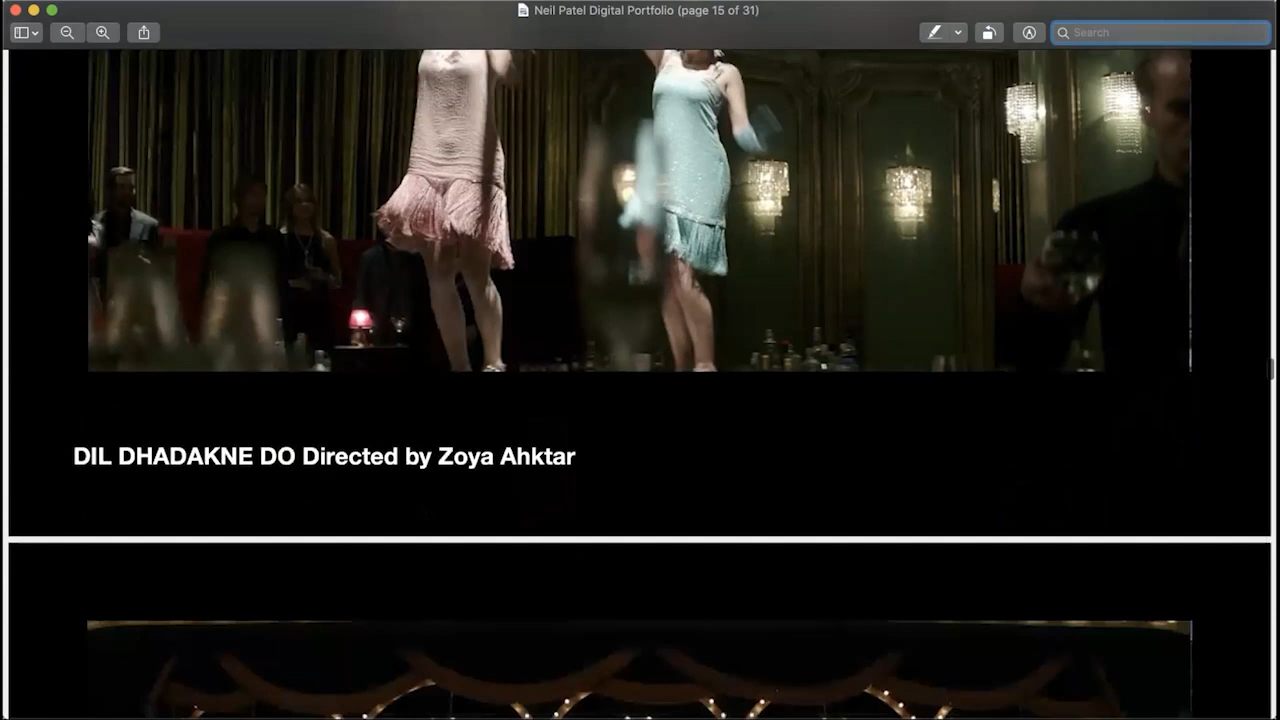 Neil Patel Digital Portfolio (page 15 of 31)
Search
DIL DHADAKNE DO Directed by Zoya Ahktar